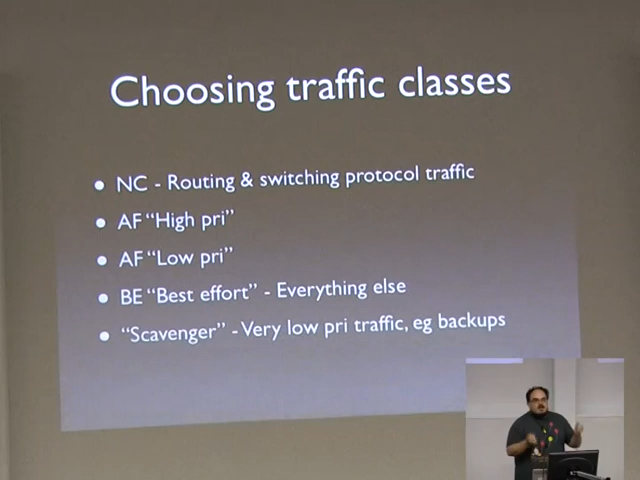 Choosing traffic classes
• NC - Routing & switching protocol traffic
• AF “High pri”
• AF “Low pri”
• BE “Best effort” - Everything else
• “Scavenger” - Very low pri traffic, eg backups